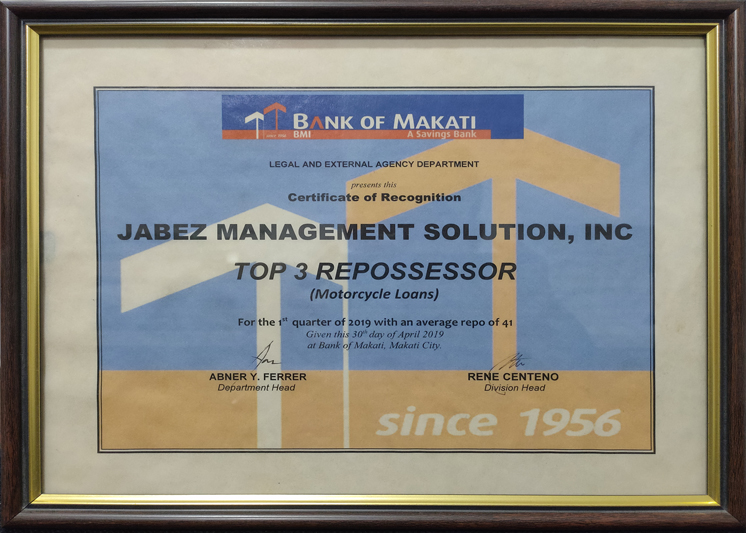 BANK OF MAKATI
since 1956 BMI A Savings Bank
LEGAL AND EXTERNAL AGENCY DEPARTMENT
presents this
Certificate of Recognition
JABEZ MANAGEMENT SOLUTION, INC
TOP 3 REPOSSESSOR
(Motorcycle Loans)
For the 1st quarter of 2019 with an average repo of 41
Given this 30th day of April 2019
at Bank of Makati, Makati City.
ABNER Y. FERRER RENE CENTENO
Department Head Division Head
since 1956